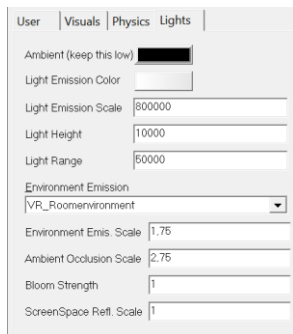 User Visuals Physics Lights
Ambient (keep this low)
Light Emission Color
Light Emission Scale 800000
Light Height 10000
Light Range 50000
Environment Emission
VR_Roomenvironment
Environment Emis. Scale 1,75
Ambient Occlusion Scale 2,75
Bloom Strength 1
ScreenSpace Refl. Scale 1